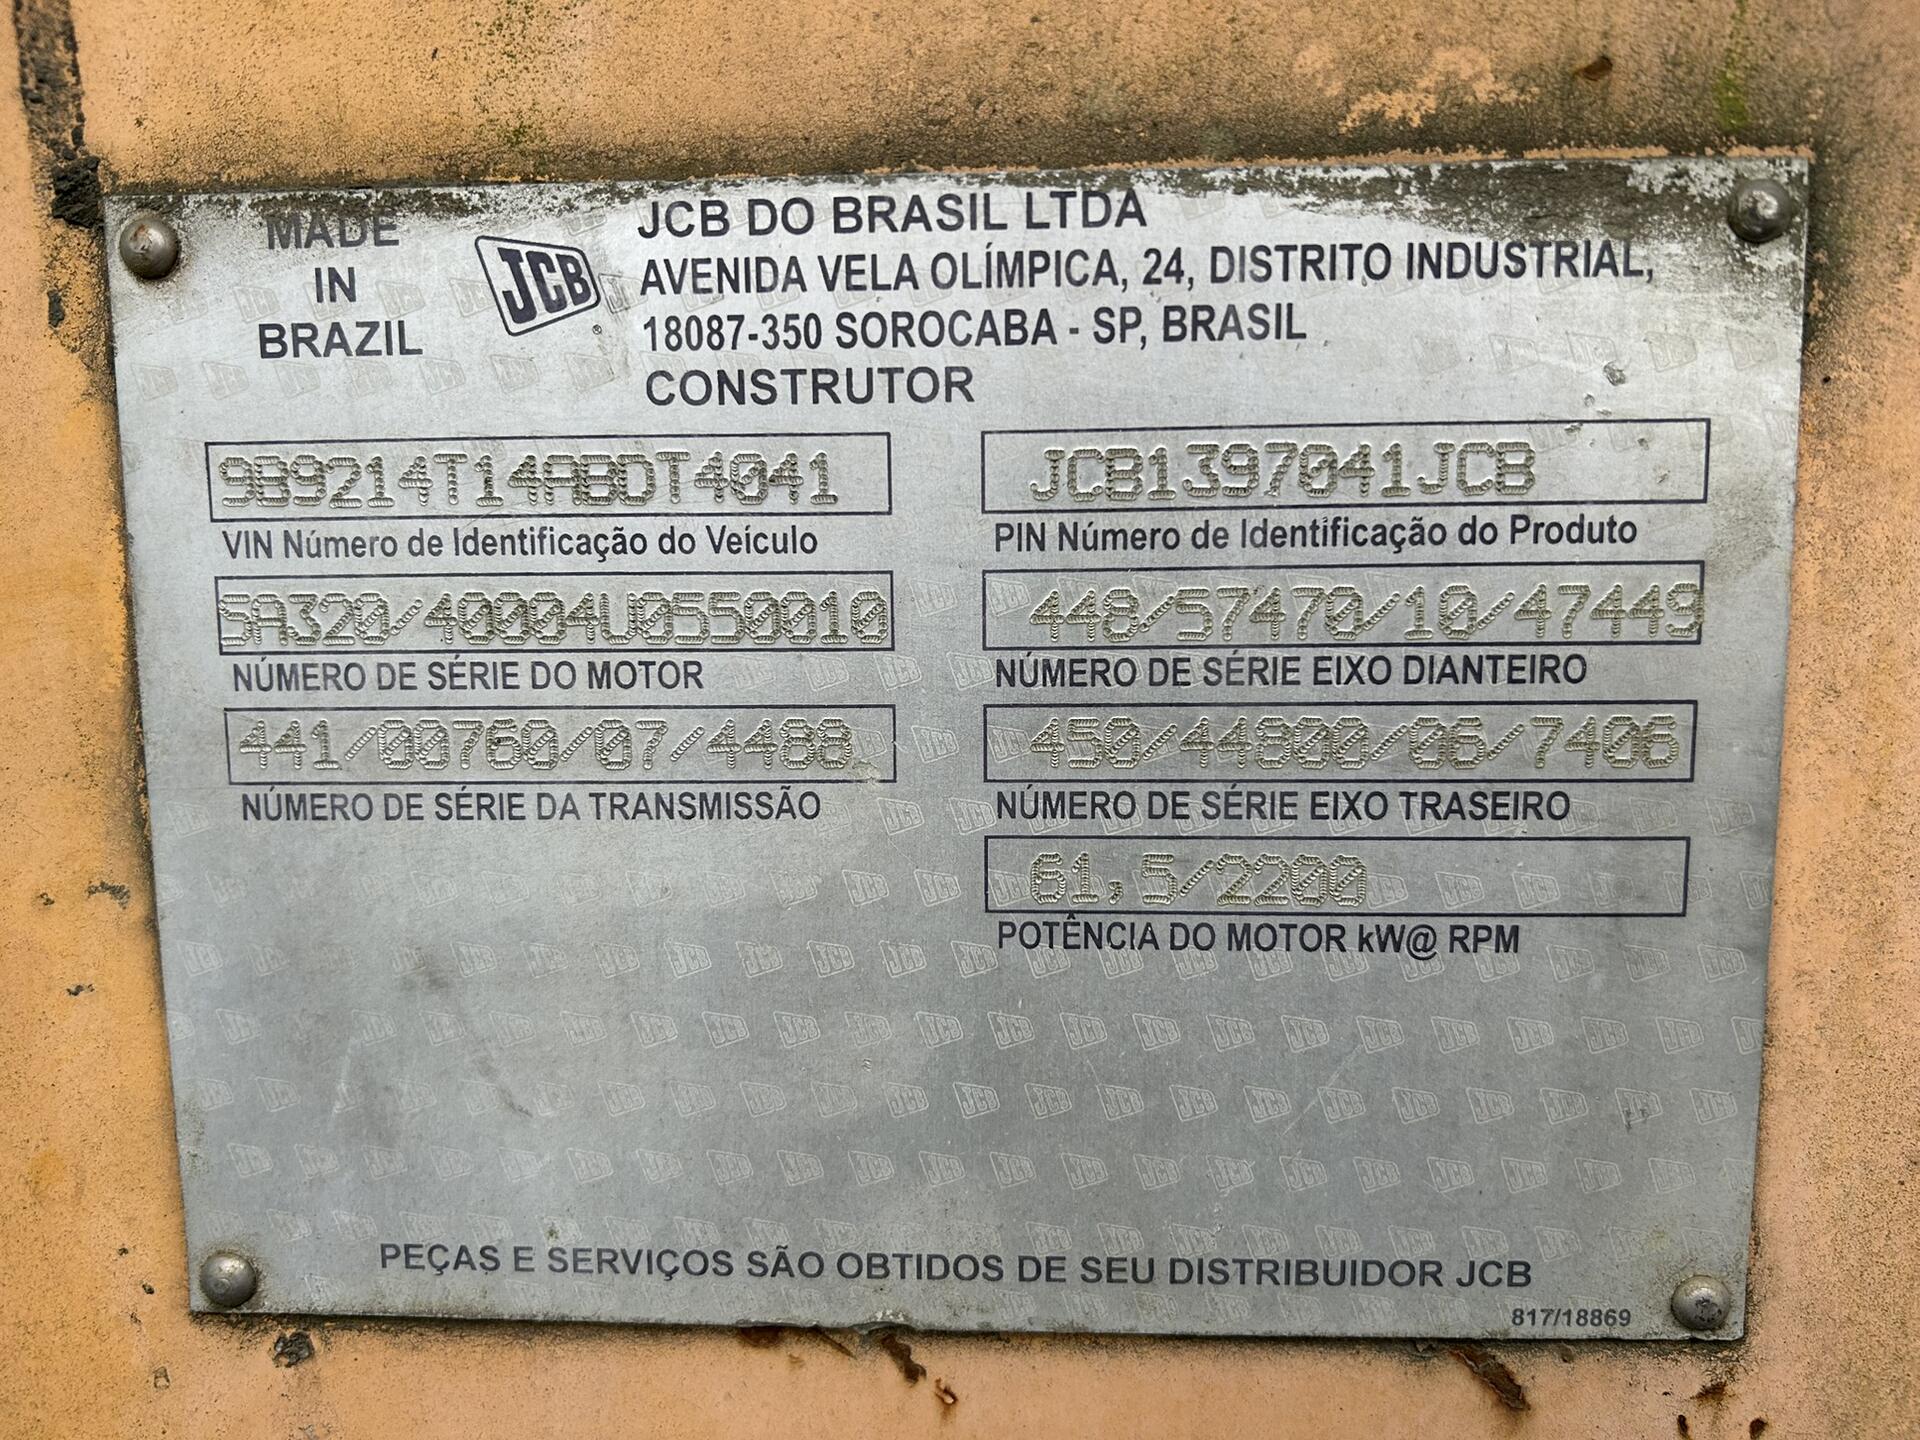 MADE
IN
BRAZIL
JCB
JCB DO BRASIL LTDA
AVENIDA VELA OLÍMPICA, 24, DISTRITO INDUSTRIAL,
18087-350 SOROCABA - SP, BRASIL
CONSTRUTOR
9B9214T14ABDT4041
VIN Número de Identificação do Veículo
JCB1397041JCB
PIN Número de Identificação do Produto
SA320/40004U0550010
NÚMERO DE SÉRIE DO MOTOR
448/57470/10/47449
NÚMERO DE SÉRIE EIXO DIANTEIRO
441/00760/07/4488
NÚMERO DE SÉRIE DA TRANSMISSÃO
450/44800/06/7406
NÚMERO DE SÉRIE EIXO TRASEIRO
61,5/2200
POTÊNCIA DO MOTOR kW@ RPM
PEÇAS E SERVIÇOS SÃO OBTIDOS DE SEU DISTRIBUIDOR JCB
817/18869